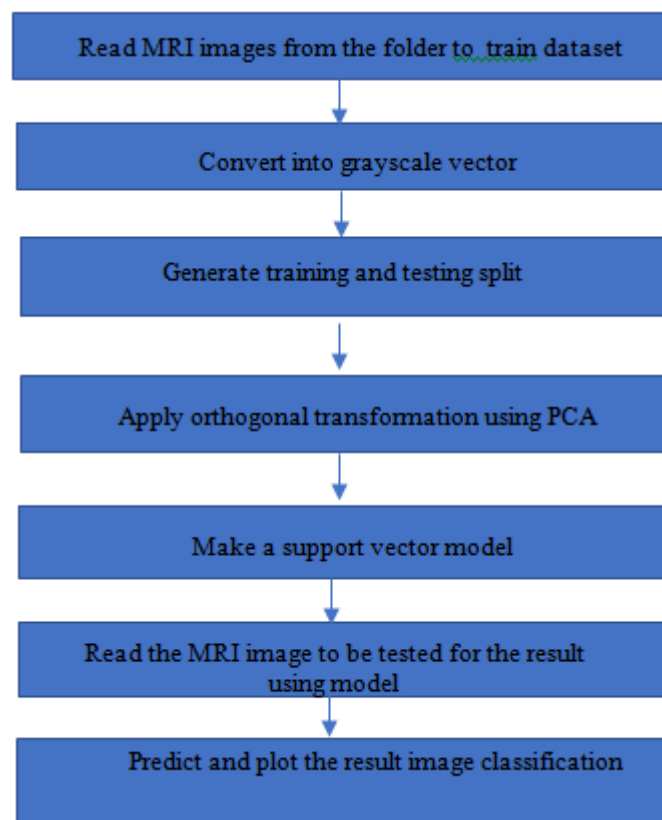 Read MRI images from the folder to train dataset
Convert into grayscale vector
Generate training and testing split
Apply orthogonal transformation using PCA
Make a support vector model
Read the MRI image to be tested for the result
using model
Predict and plot the result image classification